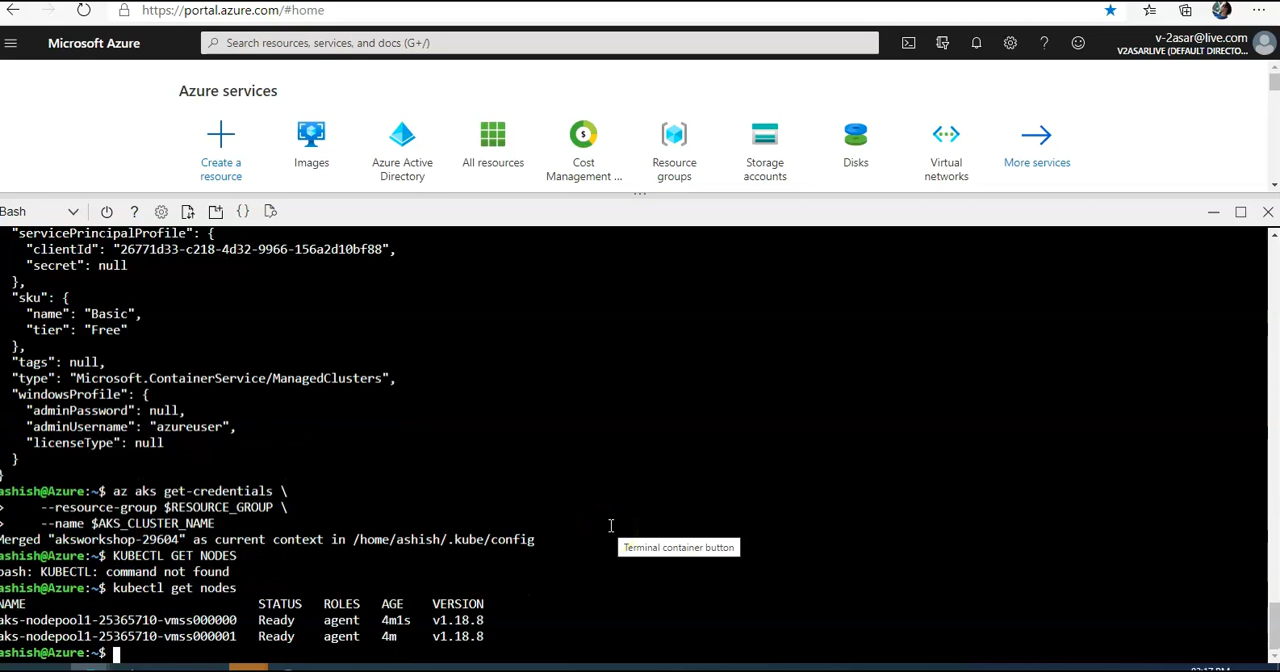 https://portal.azure.com/#home
Microsoft Azure
Search resources, services, and docs (G+/)
v-2asar@live.com
V2ASARLIVE (DEFAULT DIRECTO...
Azure services
Create a resource
Images
Azure Active Directory
All resources
Cost Management ...
Resource groups
Storage accounts
Disks
Virtual networks
More services
Bash
"servicePrincipalProfile": {
"clientId": "26771d33-c218-4d32-9966-156a2d10bf88",
"secret": null
},
"sku": {
"name": "Basic",
"tier": "Free"
},
"tags": null,
"type": "Microsoft.ContainerService/ManagedClusters",
"windowsProfile": {
"adminPassword": null,
"adminUsername": "azureuser",
"licenseType": null
}
}
ashish@Azure:~$ az aks get-credentials \
> --resource-group $RESOURCE_GROUP \
> --name $AKS_CLUSTER_NAME
Merged "aksworkshop-29604" as current context in /home/ashish/.kube/config
ashish@Azure:~$ KUBECTL GET NODES
bash: KUBECTL: command not found
ashish@Azure:~$ kubectl get nodes
NAME STATUS ROLES AGE VERSION
aks-nodepool1-25365710-vmss000000 Ready agent 4m1s v1.18.8
aks-nodepool1-25365710-vmss000001 Ready agent 4m v1.18.8
ashish@Azure:~$
Terminal container button